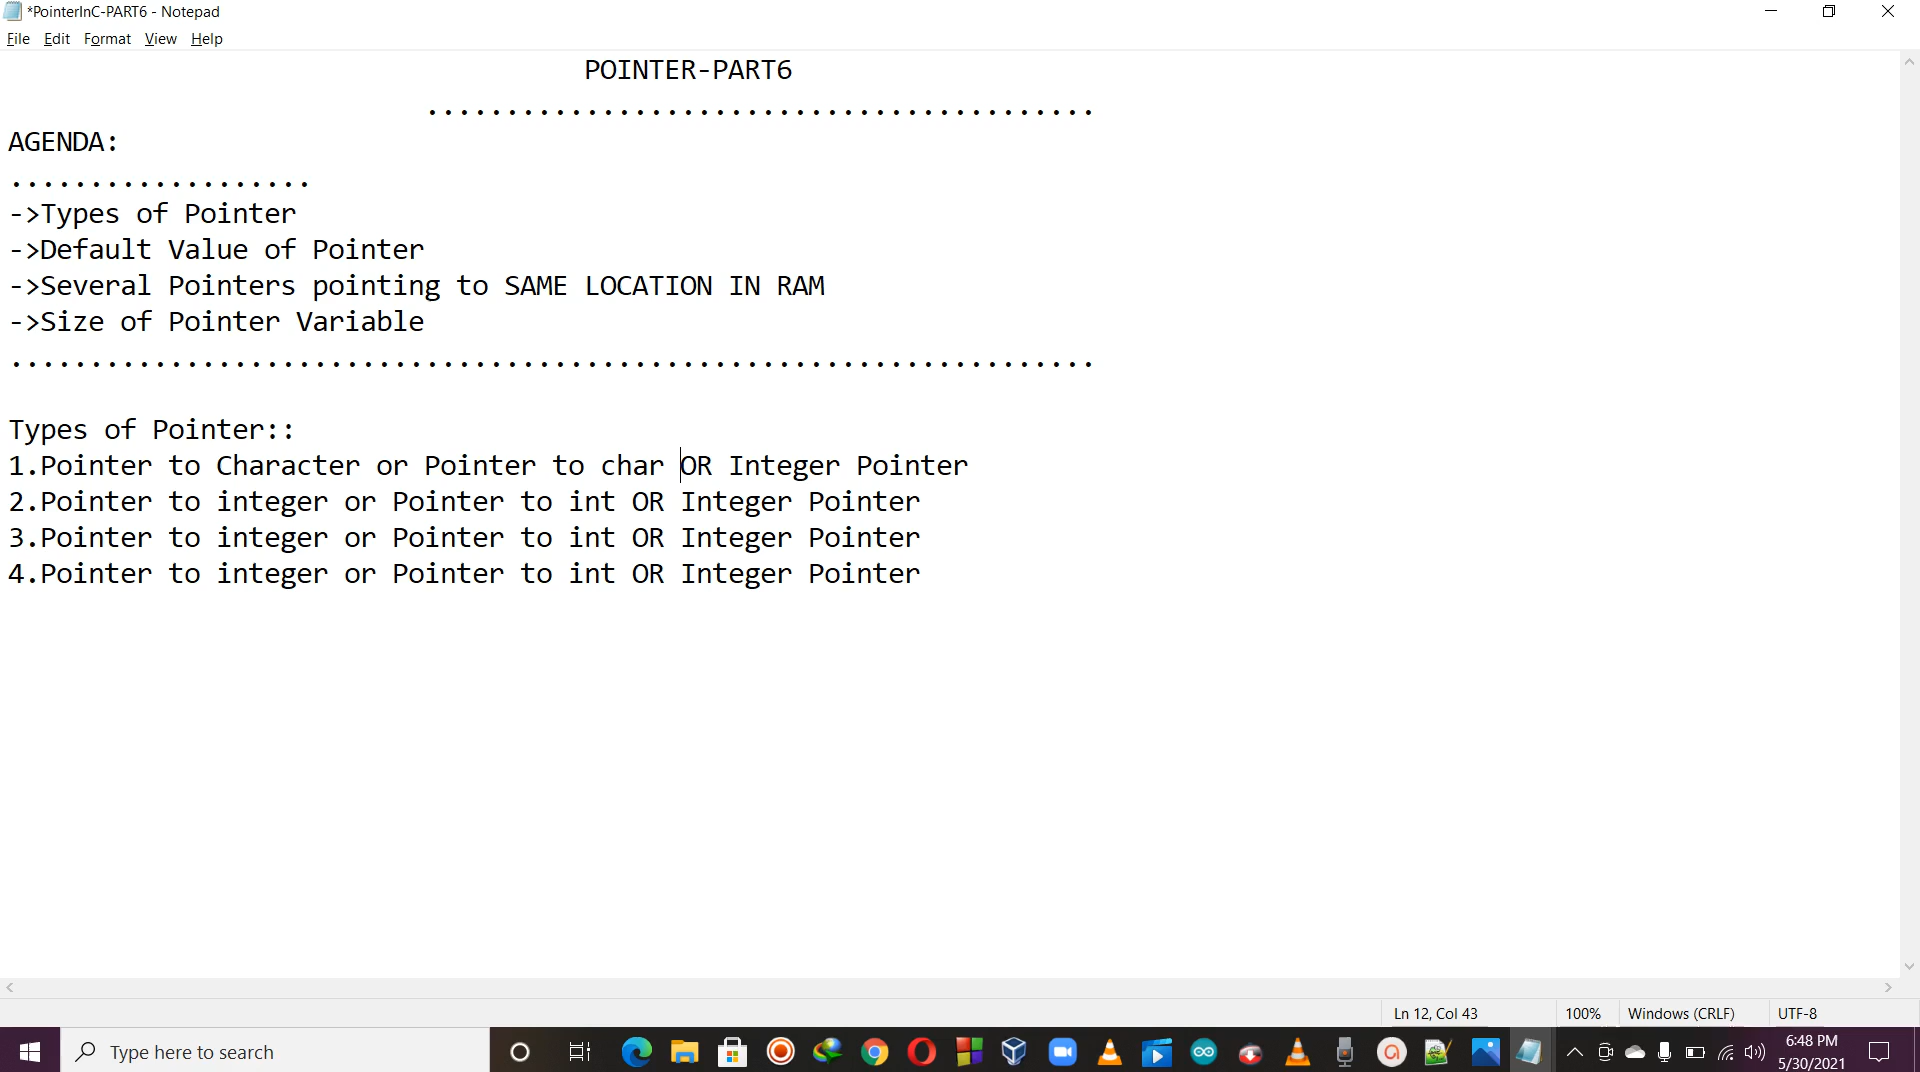 *PointerInC-PART6 - Notepad
File Edit Format View Help
POINTER-PART6
..........................................
AGENDA:
...................
->Types of Pointer
->Default Value of Pointer
->Several Pointers pointing to SAME LOCATION IN RAM
->Size of Pointer Variable
....................................................................
Types of Pointer::
1.Pointer to Character or Pointer to char OR Integer Pointer
2.Pointer to integer or Pointer to int OR Integer Pointer
3.Pointer to integer or Pointer to int OR Integer Pointer
4.Pointer to integer or Pointer to int OR Integer Pointer
Ln 12, Col 43 100% Windows (CRLF) UTF-8
Type here to search
6:48 PM
5/30/2021